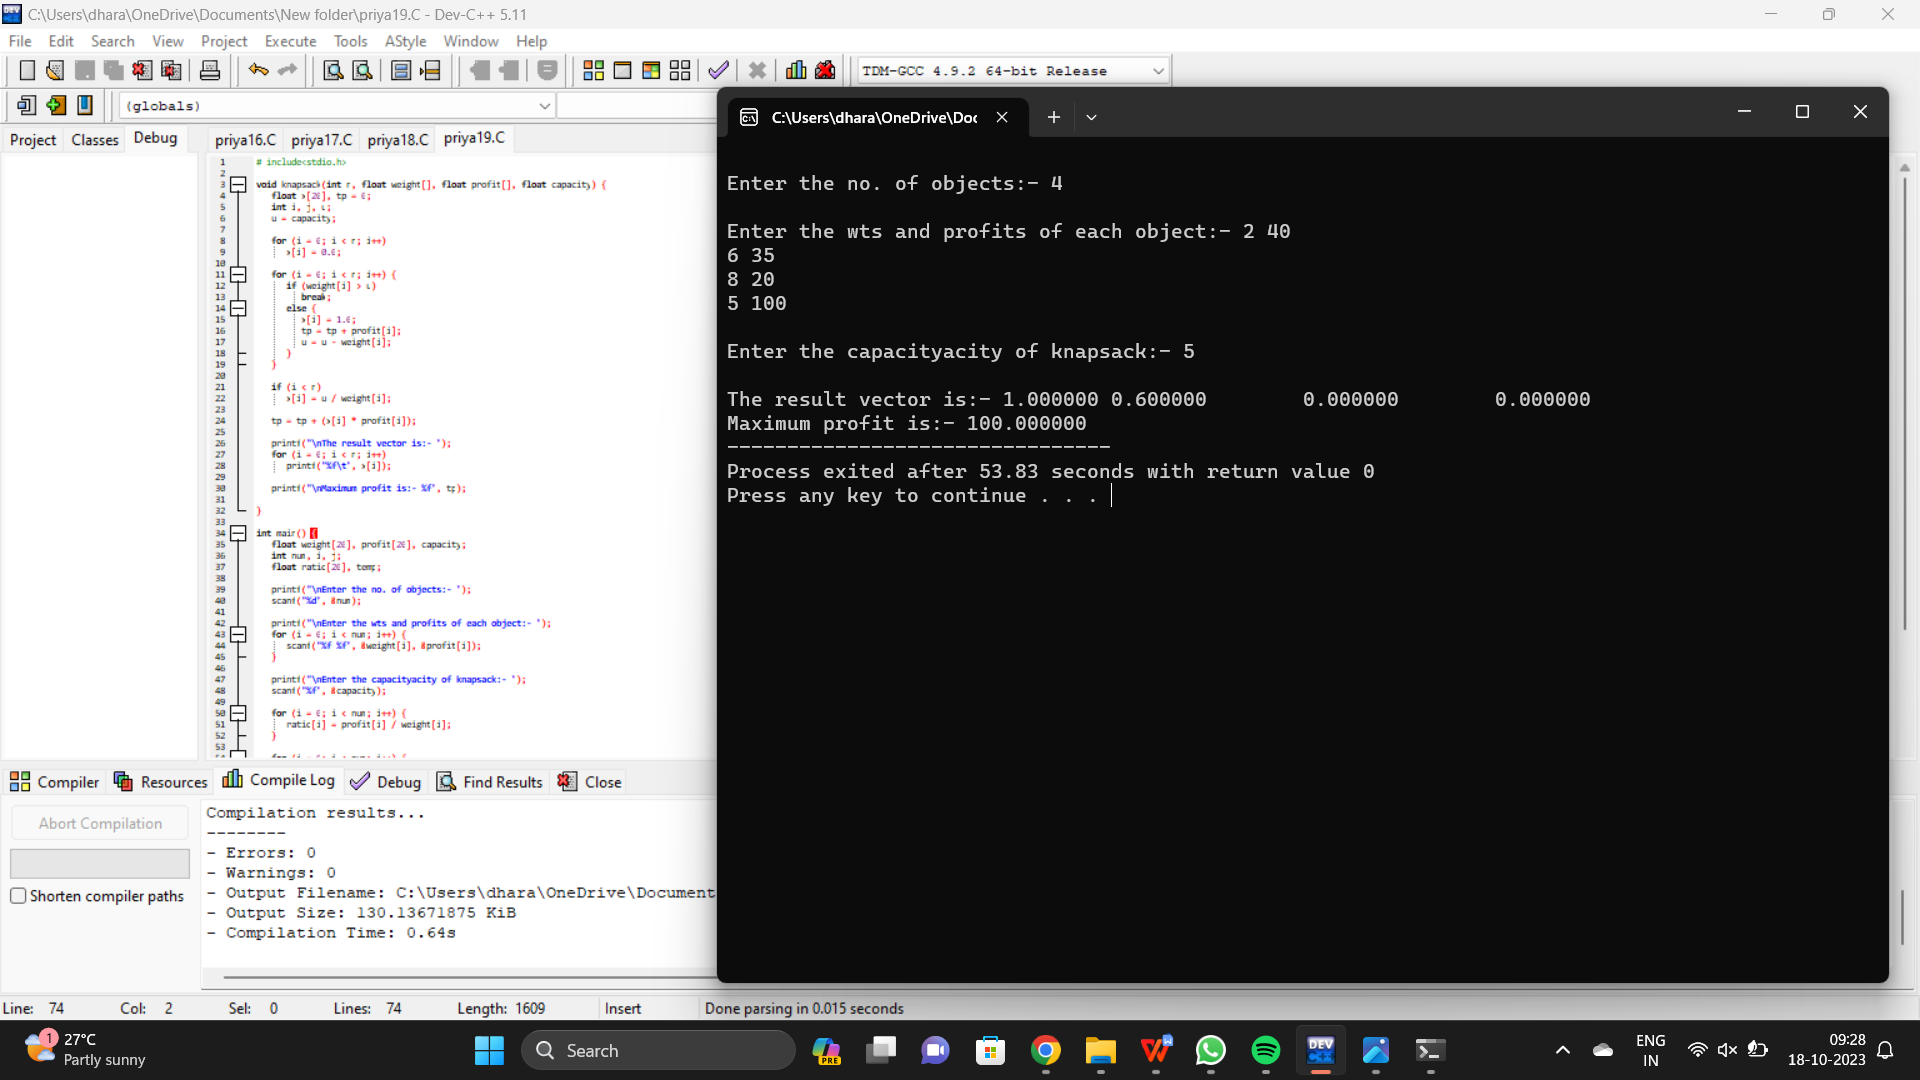 C:\Users\dhara\OneDrive\Documents\New folder\priya19.C - Dev-C++ 5.11
File Edit Search View Project Execute Tools AStyle Window Help
TDM-GCC 4.9.2 64-bit Release
(globals)
Project Classes Debug
priya16.C priya17.C priya18.C priya19.C
1 # include<stdio.h>
2
3 void knapsack(int r, float weight[], float profit[], float capacity) {
4 float x[20], tp = 0;
5 int i, j, u;
6 u = capacity;
7
8 for (i = 0; i < r; i++)
9 x[i] = 0.0;
10
11 for (i = 0; i < r; i++) {
12 if (weight[i] > u)
13 break;
14 else {
15 x[i] = 1.0;
16 tp = tp + profit[i];
17 u = u - weight[i];
18 }
19 }
20
21 if (i < r)
22 x[i] = u / weight[i];
23
24 tp = tp + (x[i] * profit[i]);
25
26 printf("\nThe result vector is:- ");
27 for (i = 0; i < r; i++)
28 printf("%f\t", x[i]);
29
30 printf("\nMaximum profit is:- %f", tp);
31
32 }
33
34 int main() {
35 float weight[20], profit[20], capacity;
36 int num, i, j;
37 float ratio[20], temp;
38
39 printf("\nEnter the no. of objects:- ");
40 scanf("%d", &num);
41
42 printf("\nEnter the wts and profits of each object:- ");
43 for (i = 0; i < num; i++) {
44 scanf("%f %f", &weight[i], &profit[i]);
45 }
46
47 printf("\nEnter the capacityacity of knapsack:- ");
48 scanf("%f", &capacity);
49
50 for (i = 0; i < num; i++) {
51 ratio[i] = profit[i] / weight[i];
52 }
53
C:\Users\dhara\OneDrive\Doc
Enter the no. of objects:- 4
Enter the wts and profits of each object:- 2 40
6 35
8 20
5 100
Enter the capacityacity of knapsack:- 5
The result vector is:- 1.000000 0.600000 0.000000 0.000000
Maximum profit is:- 100.000000
--------------------------------
Process exited after 53.83 seconds with return value 0
Press any key to continue . . .
Compiler Resources Compile Log Debug Find Results Close
Abort Compilation
Shorten compiler paths
Compilation results...
--------
- Errors: 0
- Warnings: 0
- Output Filename: C:\Users\dhara\OneDrive\Document
- Output Size: 130.13671875 KiB
- Compilation Time: 0.64s
Line: 74 Col: 2 Sel: 0 Lines: 74 Length: 1609 Insert Done parsing in 0.015 seconds
1
27°C
Partly sunny
Search
PRE
DEV
ENG
IN
09:28
18-10-2023